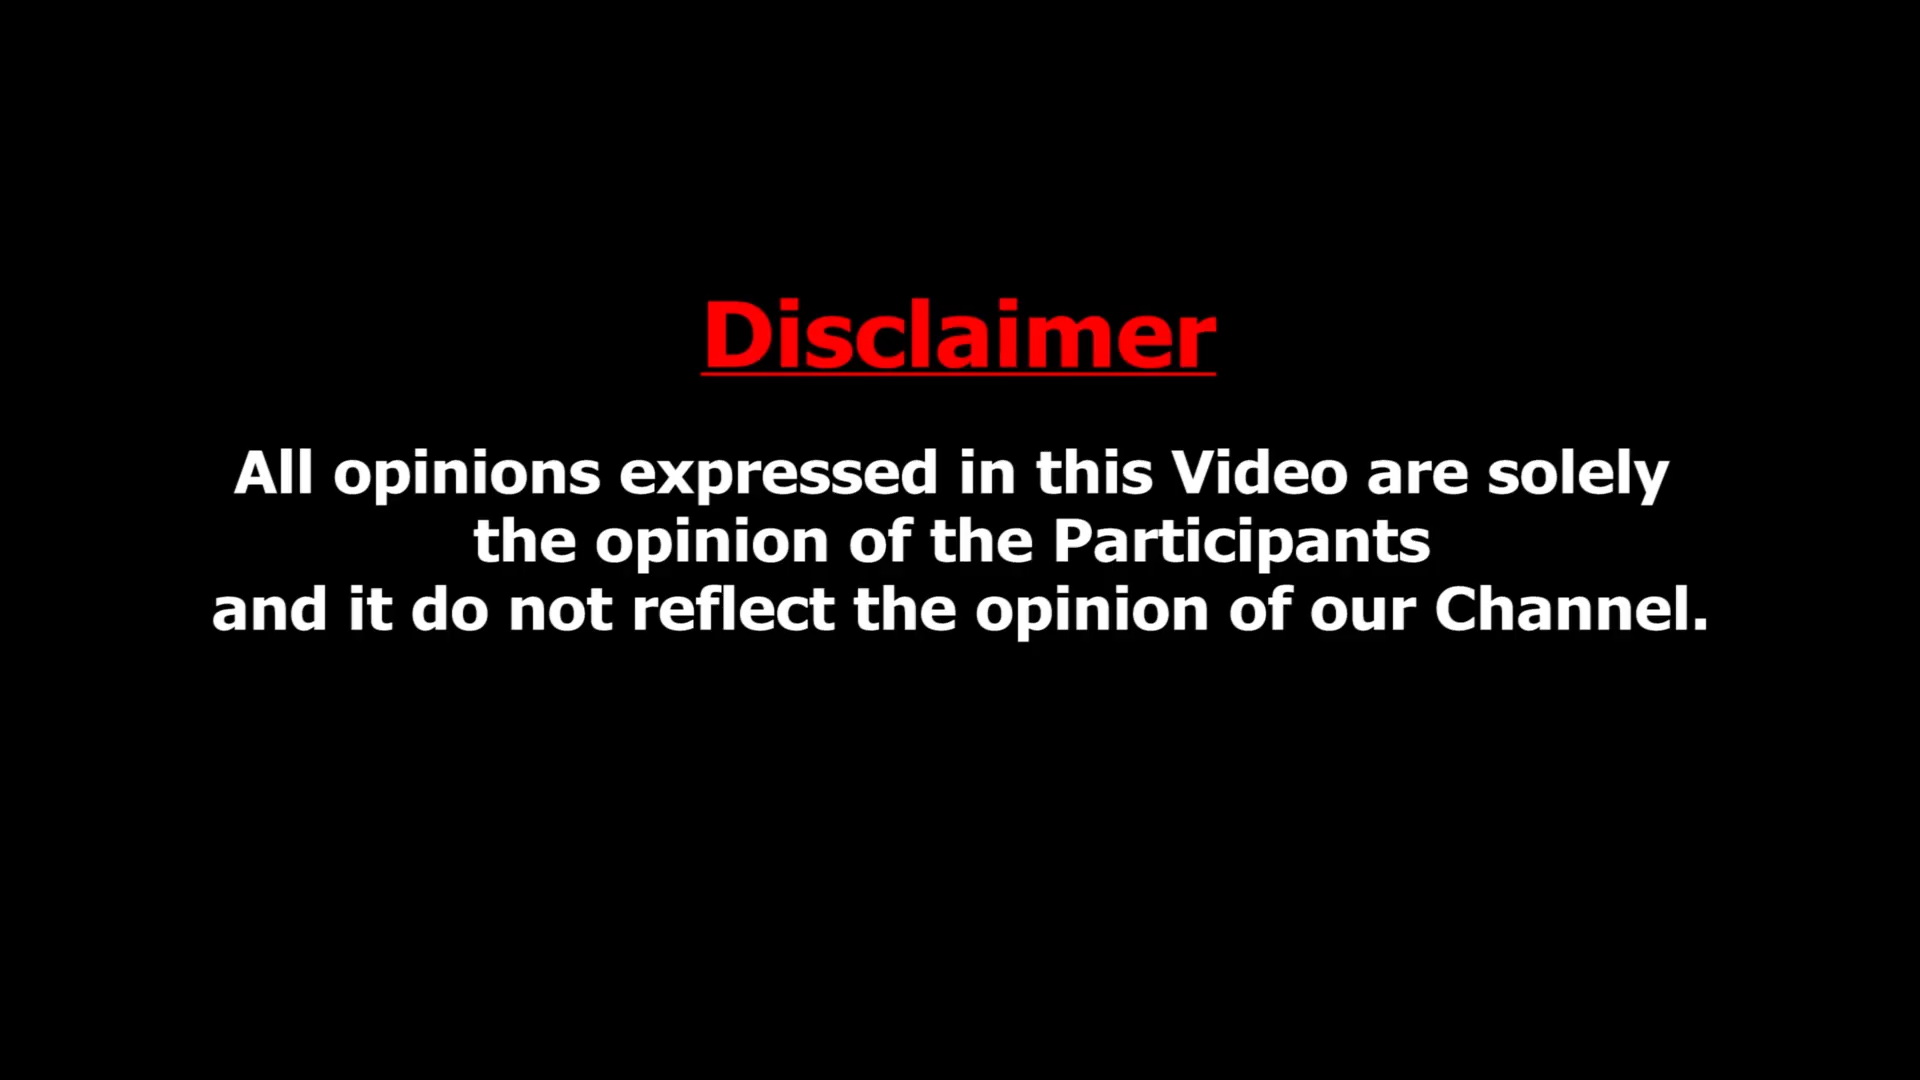 Disclaimer
All opinions expressed in this Video are solely
the opinion of the Participants
and it do not reflect the opinion of our Channel.